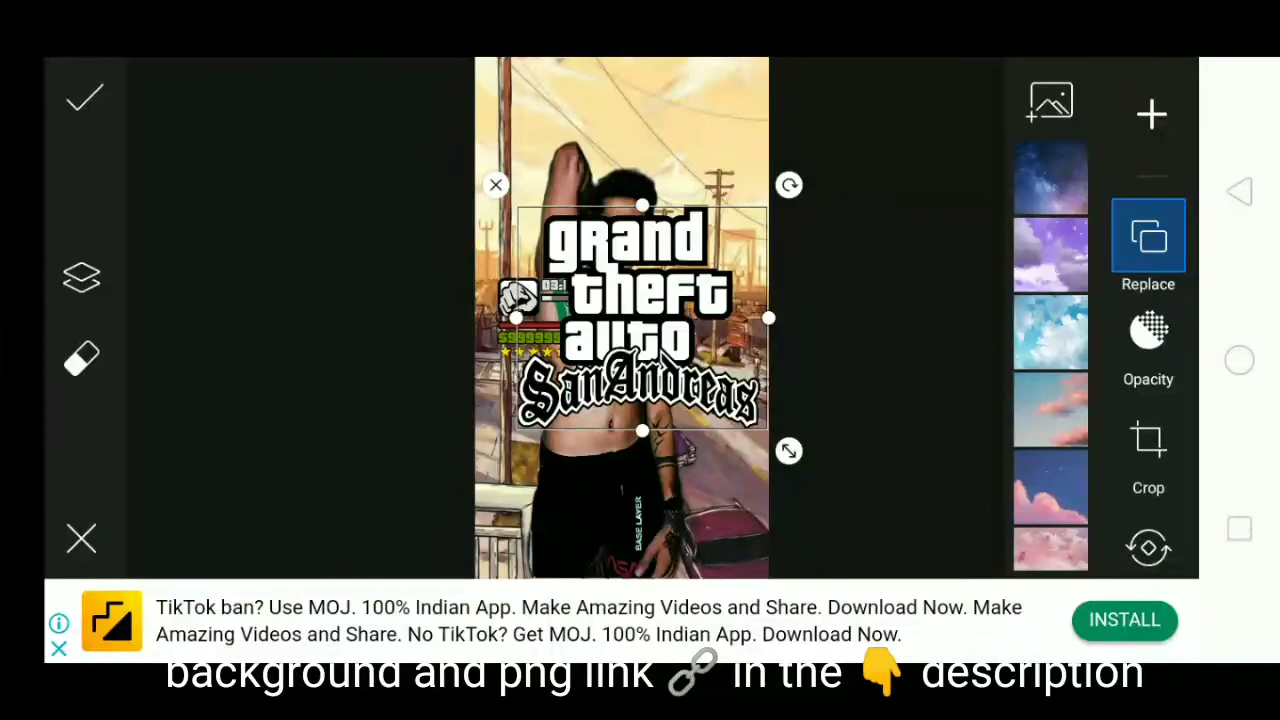 grand
theft
auto
SanAndreas
BASE LAYER
Replace
Opacity
Crop
TikTok ban? Use MOJ. 100% Indian App. Make Amazing Videos and Share. Download Now. Make
Amazing Videos and Share. No TikTok? Get MOJ. 100% Indian App. Download Now.
INSTALL
background and png link 🔗 in the 👇 description